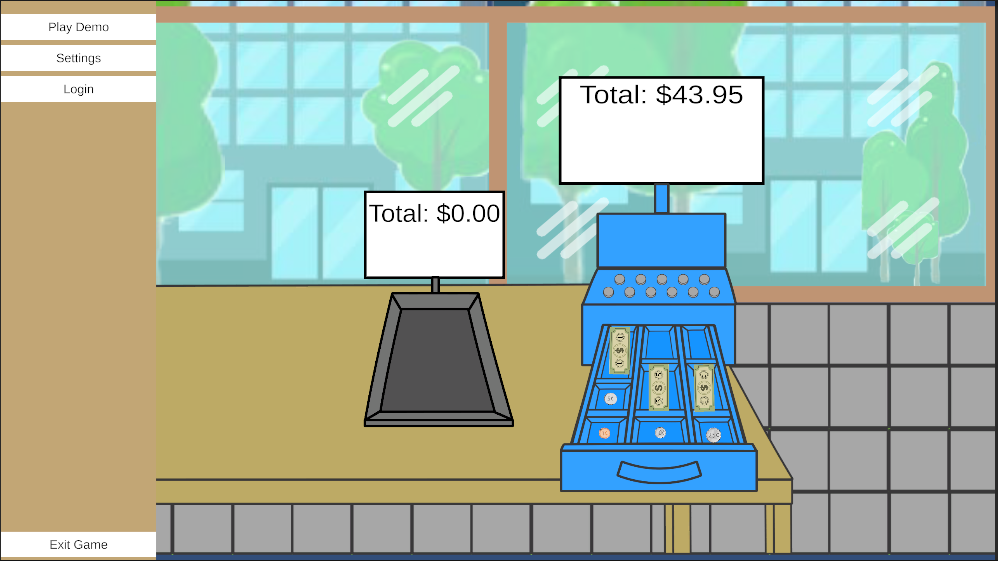 Play Demo
Settings
Login
Total: $43.95
Total: $0.00
Exit Game